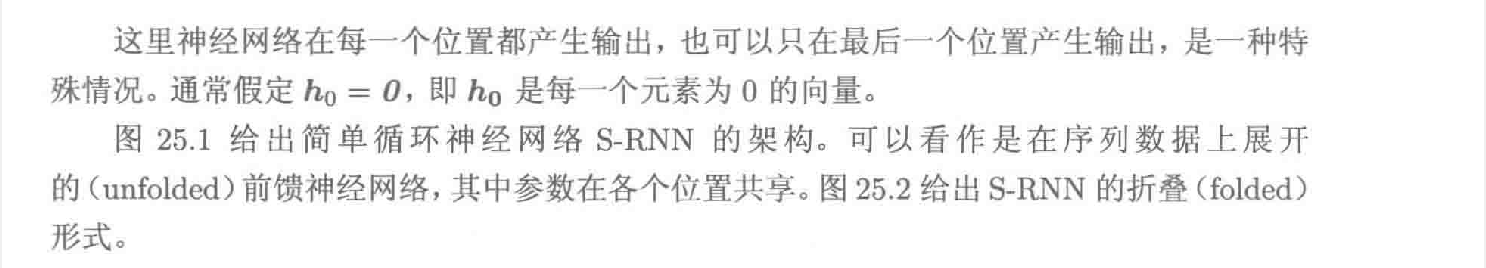 这里神经网络在每一个位置都产生输出，也可以只在最后一个位置产生输出，是一种特
殊情况。通常假定 h₀ = 0，即 h₀ 是每一个元素为 0 的向量。
图 25.1 给出简单循环神经网络 S-RNN 的架构。可以看作是在序列数据上展开
的（unfolded）前馈神经网络，其中参数在各个位置共享。图 25.2 给出 S-RNN 的折叠（folded）
形式。